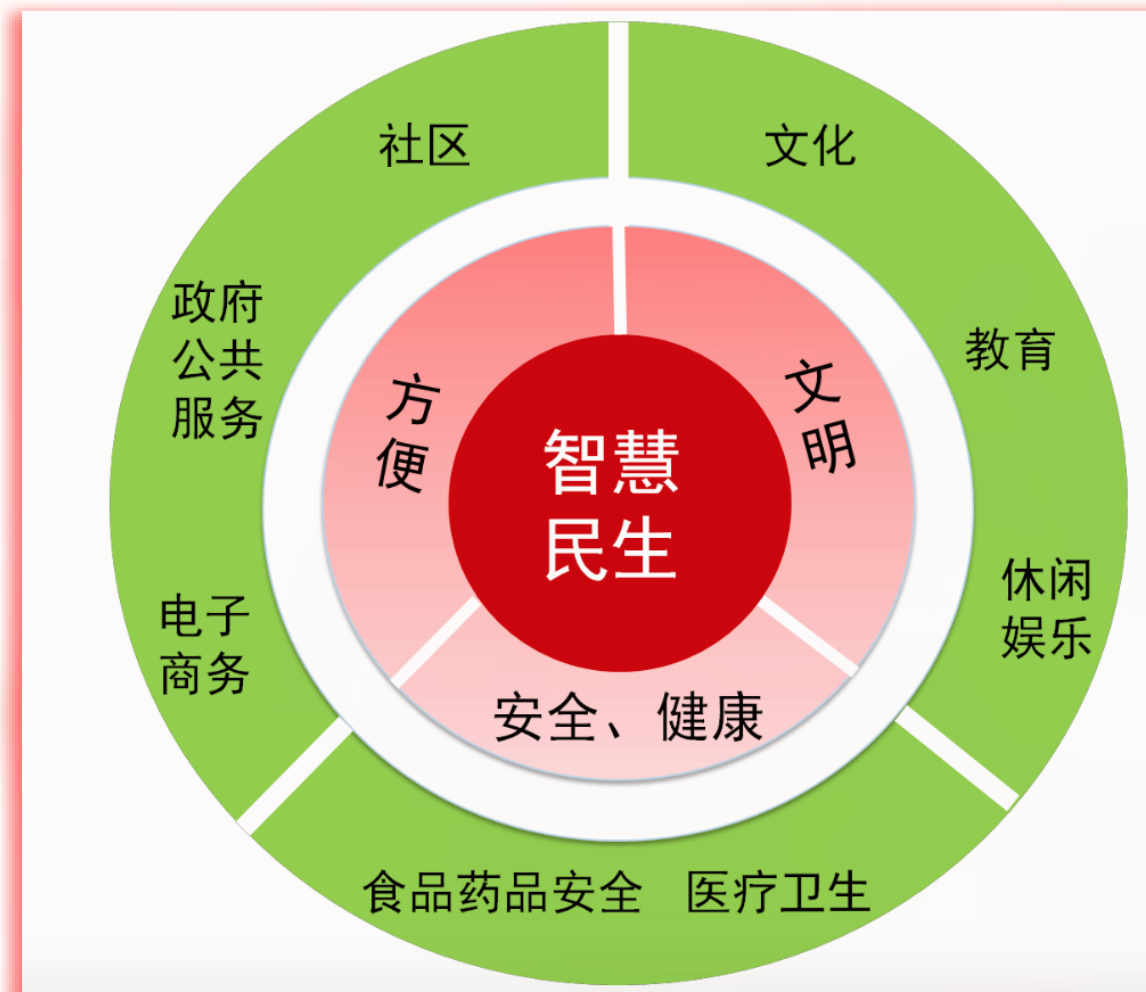 社区
文化
政府
公共
服务
教育
方
便
文
明
智慧
民生
电子
商务
休闲
娱乐
安全、健康
食品药品安全 医疗卫生